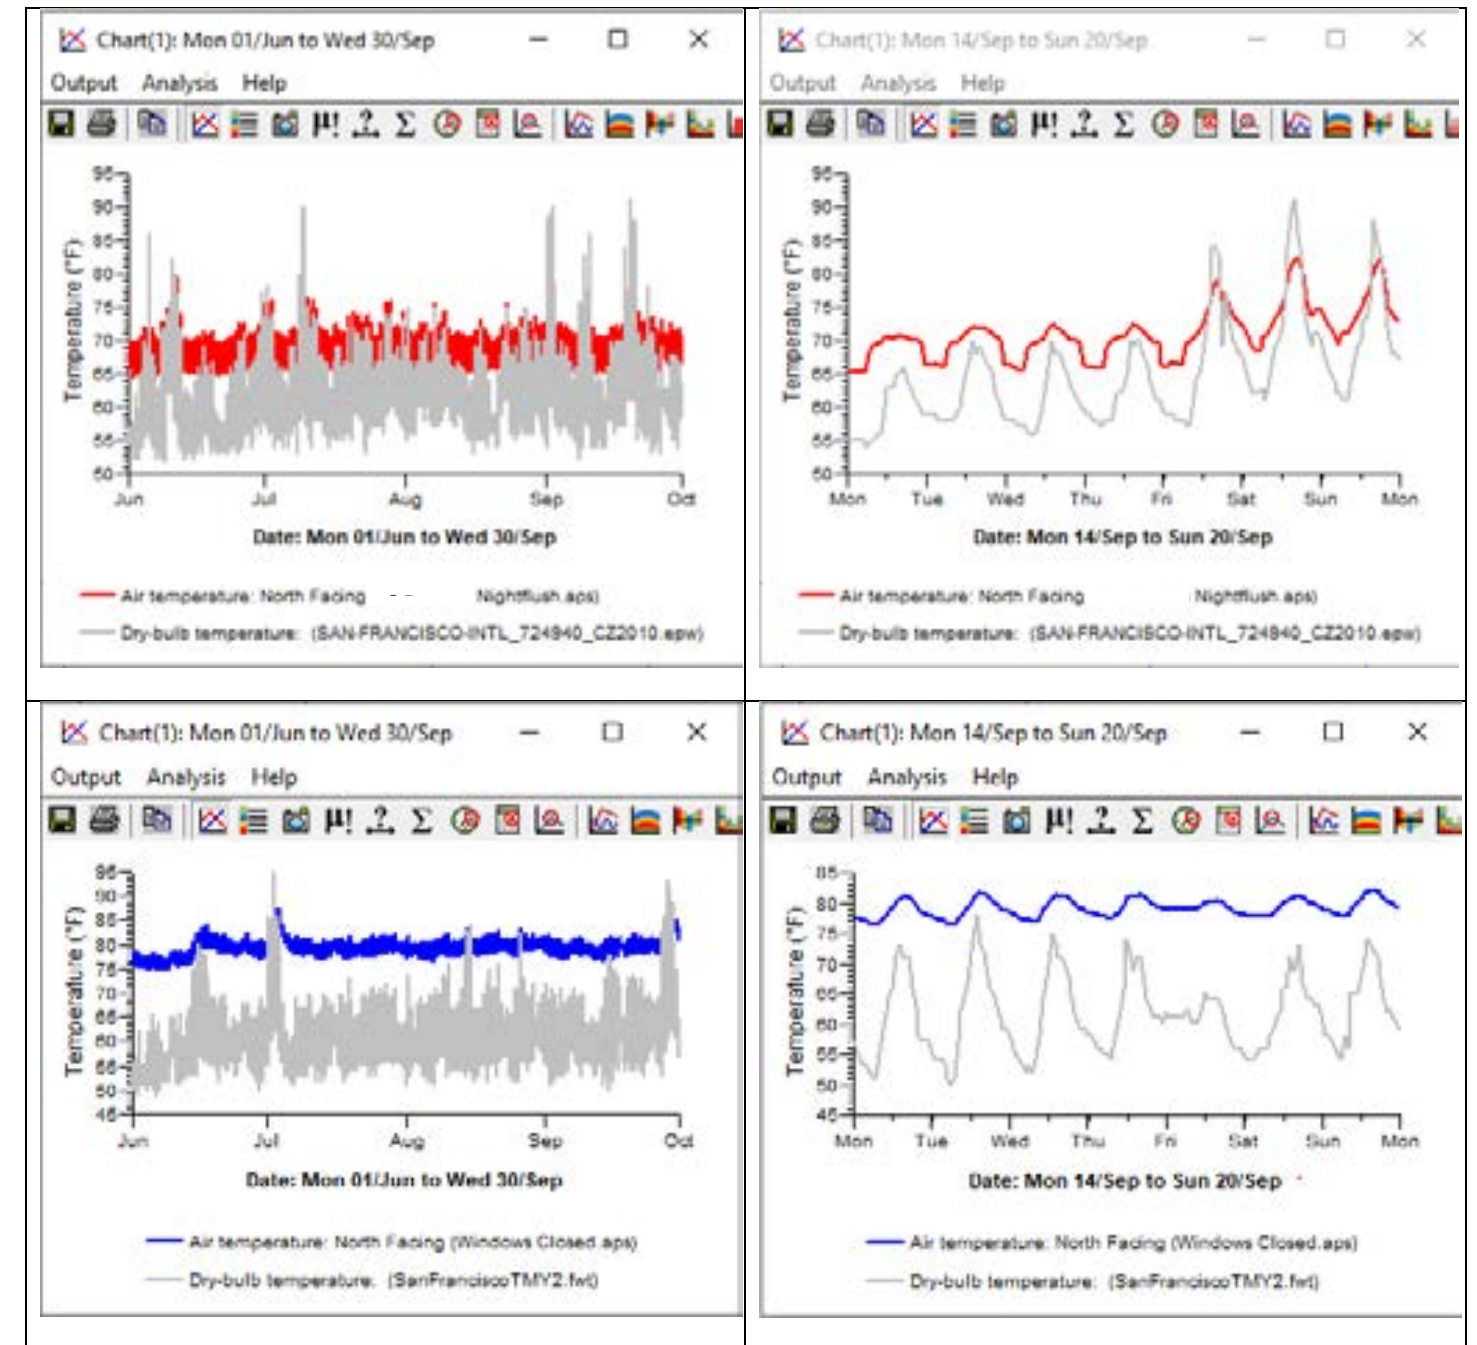 Chart(1): Mon 01/Jun to Wed 30/Sep
Output Analysis Help
μ! .?. Σ
95
90
85
80
75
70
65
60
55
50
Temperature (°F)
Jun Jul Aug Sep Oct
Date: Mon 01/Jun to Wed 30/Sep
Air temperature: North Facing - - Nightflush.aps)
Dry-bulb temperature: (SAN-FRANCISCO-INTL_724940_CZ2010.epw)
Chart(1): Mon 14/Sep to Sun 20/Sep
Output Analysis Help
μ! .?. Σ
95
90
85
80
75
70
65
60
55
50
Temperature (°F)
Mon Tue Wed Thu Fri Sat Sun Mon
Date: Mon 14/Sep to Sun 20/Sep
Air temperature: North Facing Nightflush.aps)
Dry-bulb temperature: (SAN-FRANCISCO-INTL_724940_CZ2010.epw)
Chart(1): Mon 01/Jun to Wed 30/Sep
Output Analysis Help
μ! .?. Σ
95
90
85
80
75
70
65
60
55
50
45
Temperature (°F)
Jun Jul Aug Sep Oct
Date: Mon 01/Jun to Wed 30/Sep
Air temperature: North Facing (Windows Closed.aps)
Dry-bulb temperature: (SanFranciscoTMY2.fwt)
Chart(1): Mon 14/Sep to Sun 20/Sep
Output Analysis Help
μ! .?. Σ
85
80
75
70
65
60
55
50
45
Temperature (°F)
Mon Tue Wed Thu Fri Sat Sun Mon
Date: Mon 14/Sep to Sun 20/Sep
Air temperature: North Facing (Windows Closed.aps)
Dry-bulb temperature: (SanFranciscoTMY2.fwt)